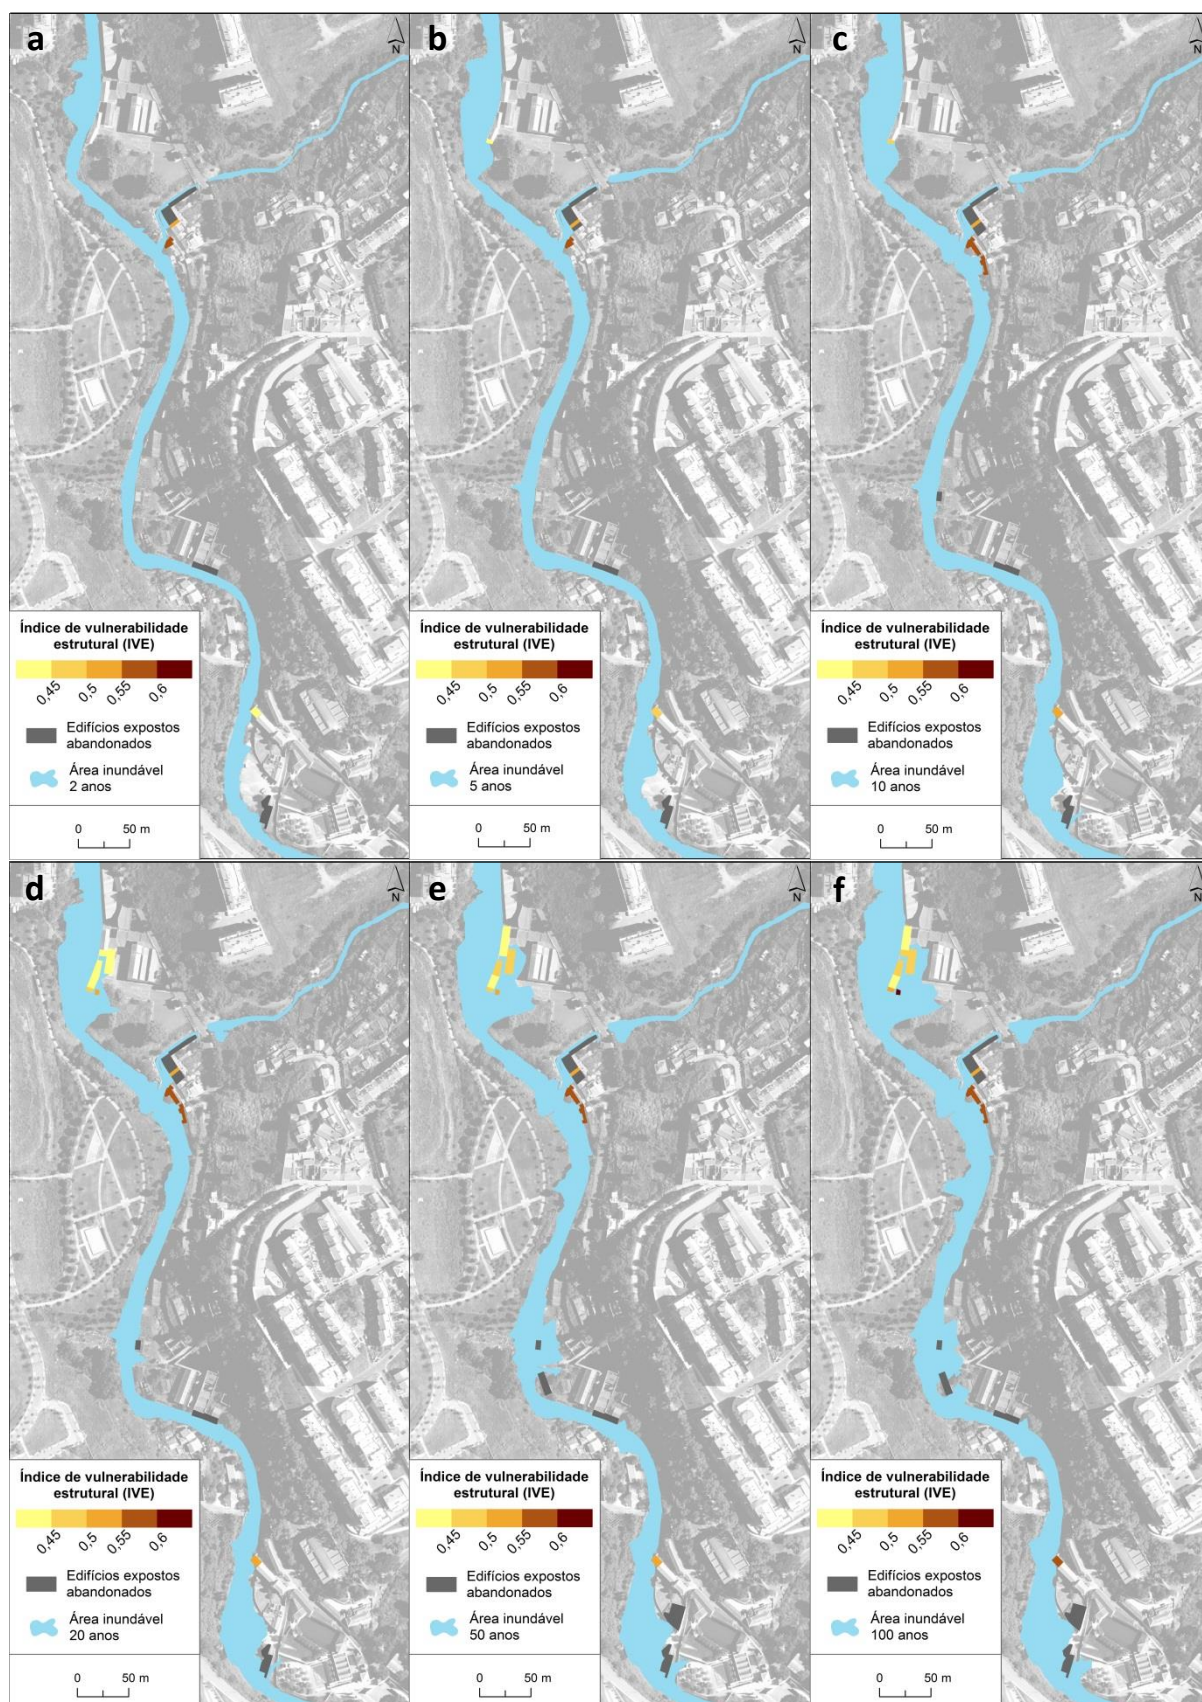 a
N
Índice de vulnerabilidade
estrutural (IVE)
0,45
0,5
0,55
0,6
Edifícios expostos
abandonados
Área inundável
2 anos
0
50 m
b
N
Índice de vulnerabilidade
estrutural (IVE)
0,45
0,5
0,55
0,6
Edifícios expostos
abandonados
Área inundável
5 anos
0
50 m
c
N
Índice de vulnerabilidade
estrutural (IVE)
0,45
0,5
0,55
0,6
Edifícios expostos
abandonados
Área inundável
10 anos
0
50 m
d
N
Índice de vulnerabilidade
estrutural (IVE)
0,45
0,5
0,55
0,6
Edifícios expostos
abandonados
Área inundável
20 anos
0
50 m
e
N
Índice de vulnerabilidade
estrutural (IVE)
0,45
0,5
0,55
0,6
Edifícios expostos
abandonados
Área inundável
50 anos
0
50 m
f
N
Índice de vulnerabilidade
estrutural (IVE)
0,45
0,5
0,55
0,6
Edifícios expostos
abandonados
Área inundável
100 anos
0
50 m